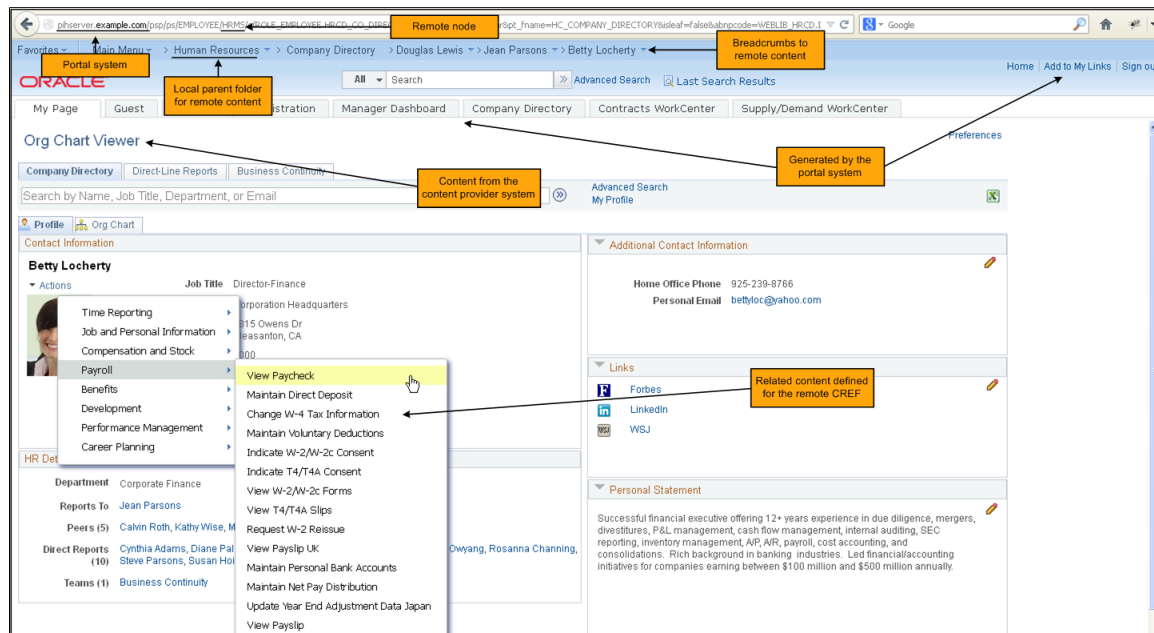 pihserver.example.com/psp/ps/EMPLOYEE/HRMS/s/ROLE_EMPLOYEE.HRCD_CO_DIREC
Remote node
r&pt_fname=HC_COMPANY_DIRECTORY&isleaf=false&abnpcode=WEBLIB_HRCD.I
Google
Favorites
Main Menu > Human Resources > Company Directory > Douglas Lewis > Jean Parsons > Betty Locherty
Breadcrumbs to
remote content
Portal system
Home Add to My Links Sign ou
ORACLE
Local parent folder
for remote content
All Search Advanced Search Last Search Results
My Page Guest istration Manager Dashboard Company Directory Contracts WorkCenter Supply/Demand WorkCenter
Org Chart Viewer
Preferences
Generated by the
portal system
Company Directory Direct-Line Reports Business Continuity
Content from the
content provider system
Search by Name, Job Title, Department, or Email
Advanced Search
My Profile
Profile Org Chart
Contact Information
Additional Contact Information
Betty Locherty
Actions
Job Title Director-Finance
orporation Headquarters
815 Owens Dr
leasanton, CA
000
Home Office Phone 925-239-8766
Personal Email bettyloc@yahoo.com
Time Reporting
Job and Personal Information
Compensation and Stock
Payroll
Benefits
Development
Performance Management
Career Planning
View Paycheck
Maintain Direct Deposit
Change W-4 Tax Information
Maintain Voluntary Deductions
Indicate W-2/W-2c Consent
Indicate T4/T4A Consent
View W-2/W-2c Forms
View T4/T4A Slips
Request W-2 Reissue
View Payslip UK
Maintain Personal Bank Accounts
Maintain Net Pay Distribution
Update Year End Adjustment Data Japan
View Payslip
Links
Forbes
LinkedIn
WSJ
Related content defined
for the remote CREF
HR Det
Department Corporate Finance
Reports To Jean Parsons
Peers (5) Calvin Roth, Kathy Wise, M
Direct Reports Cynthia Adams, Diane Pal Owyang, Rosanna Channing,
(10) Steve Parsons, Susan Hoi
Teams (1) Business Continuity
Personal Statement
Successful financial executive offering 12+ years experience in due diligence, mergers,
divestitures, P&L management, cash flow management, internal auditing, SEC
reporting, inventory management, A/P, A/R, payroll, cost accounting, and
consolidations. Rich background in banking industries. Led financial/accounting
initiatives for companies earning between $100 million and $500 million annually.